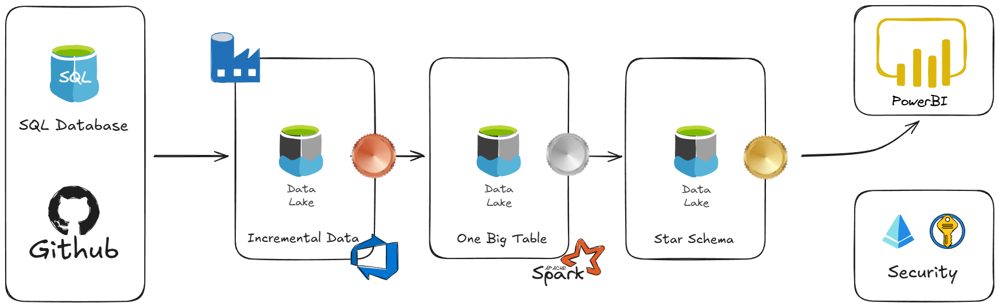 SQL
SQL Database
Github
Data
Lake
Incremental Data
Data
Lake
One Big Table
APACHE
Spark
Data
Lake
Star Schema
PowerBI
Security